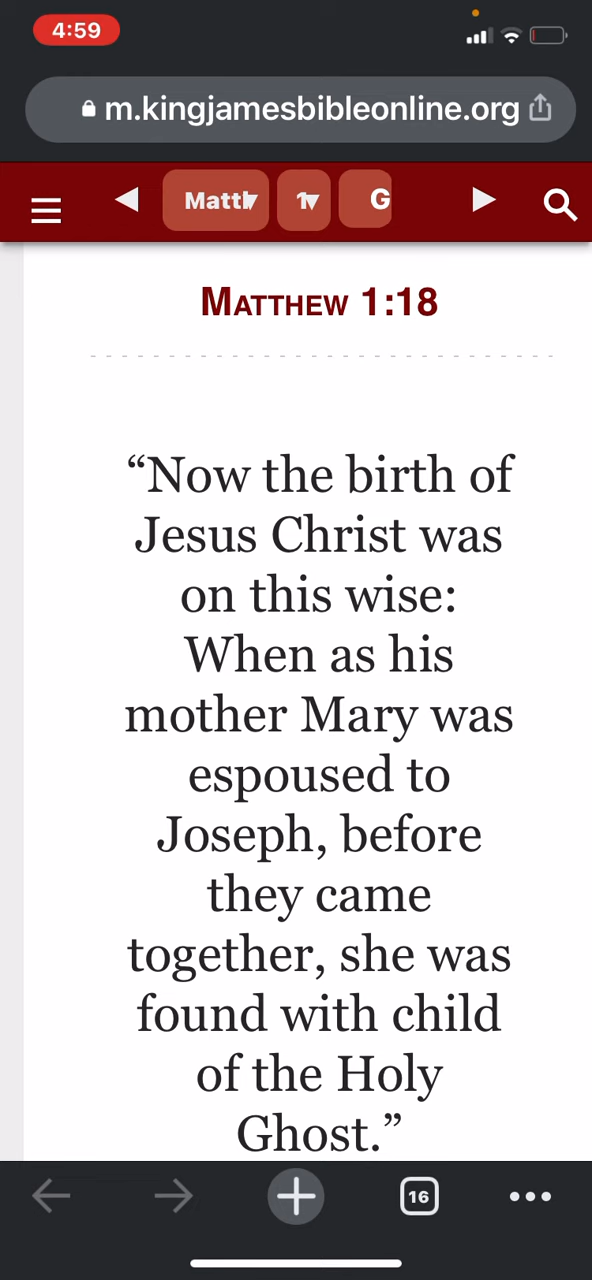 4:59
m.kingjamesbibleonline.org
Matth 1 G
MATTHEW 1:18
“Now the birth of
Jesus Christ was
on this wise:
When as his
mother Mary was
espoused to
Joseph, before
they came
together, she was
found with child
of the Holy
Ghost.”
16